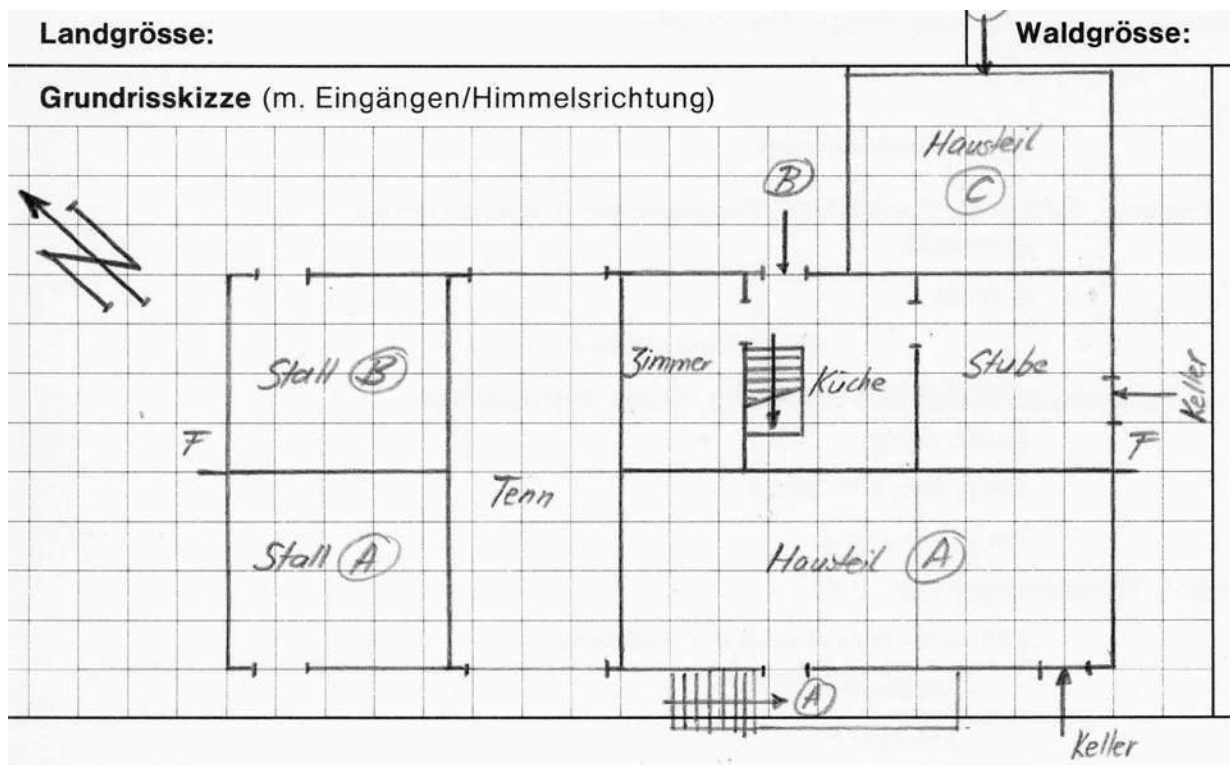 Landgrösse:
Waldgrösse:
Grundrisskizze (m. Eingängen/Himmelsrichtung)
Hausteil
C
B
N
Stall B
Zimmer
Küche
Stube
Keller
F
F
Tenn
Stall A
Hausteil A
A
Keller